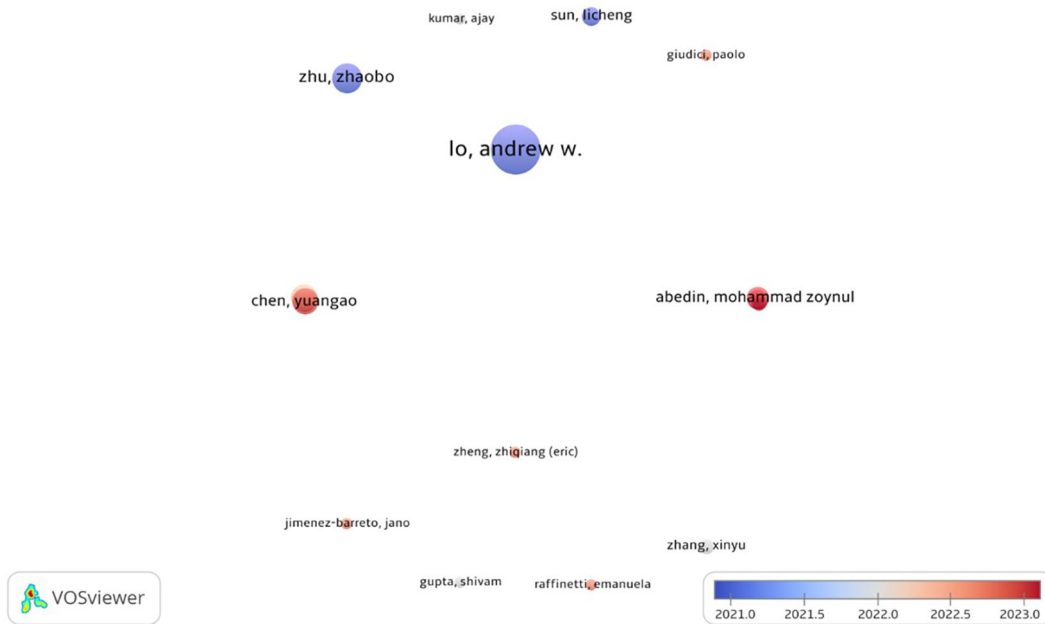 kumar, ajay
sun, licheng
giudici, paolo
zhu, zhaobo
lo, andrew w.
chen, yuangao
abedin, mohammad zoynul
zheng, zhiqiang (eric)
jimenez-barreto, jano
zhang, xinyu
gupta, shivam
raffinetti, emanuela
VOSviewer
2021.0 2021.5 2022.0 2022.5 2023.0